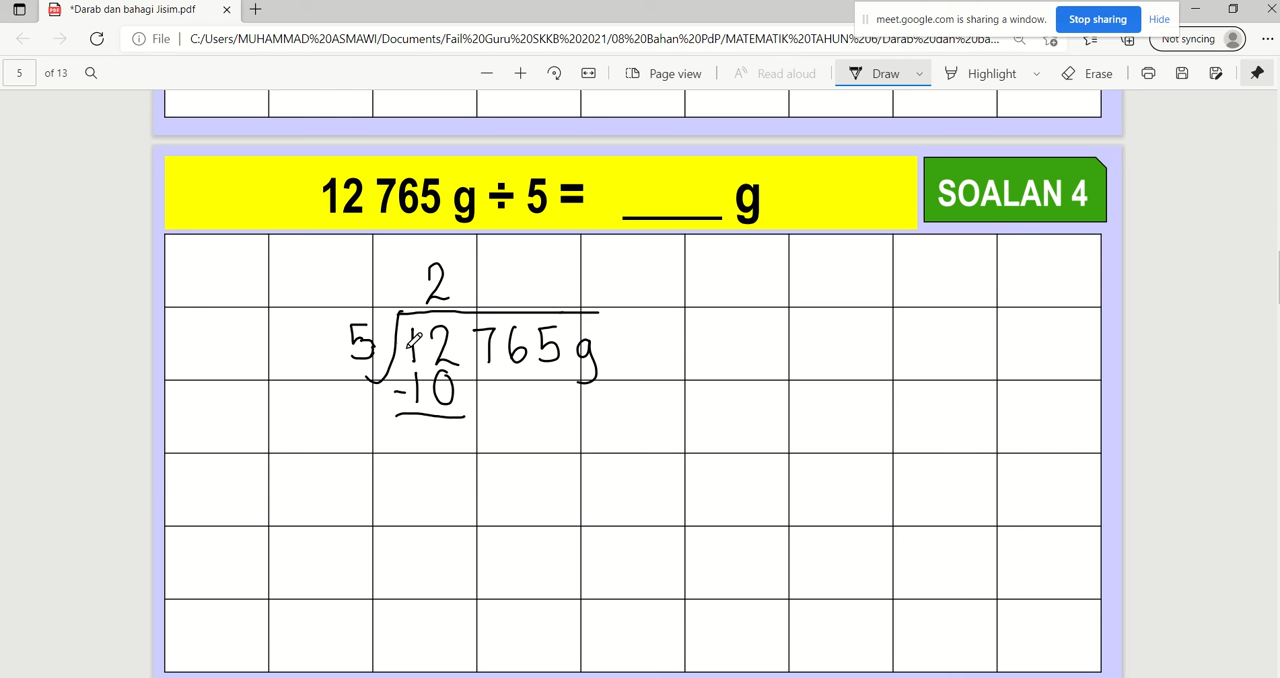 *Darab dan bahagi Jisim.pdf
meet.google.com is sharing a window.
Stop sharing
Hide
File
C:/Users/MUHAMMAD%20ASMAWI/Documents/Fail%20Guru%20SKKB%202021/08%20Bahan%20PdP/MATEMATIK%20TAHUN%206/Darab%20dan%20ba...
Not syncing
5 of 13
Page view
Read aloud
Draw
Highlight
Erase
12 765 g ÷ 5 = _____ g
SOALAN 4
2
5 12 765 g
-10